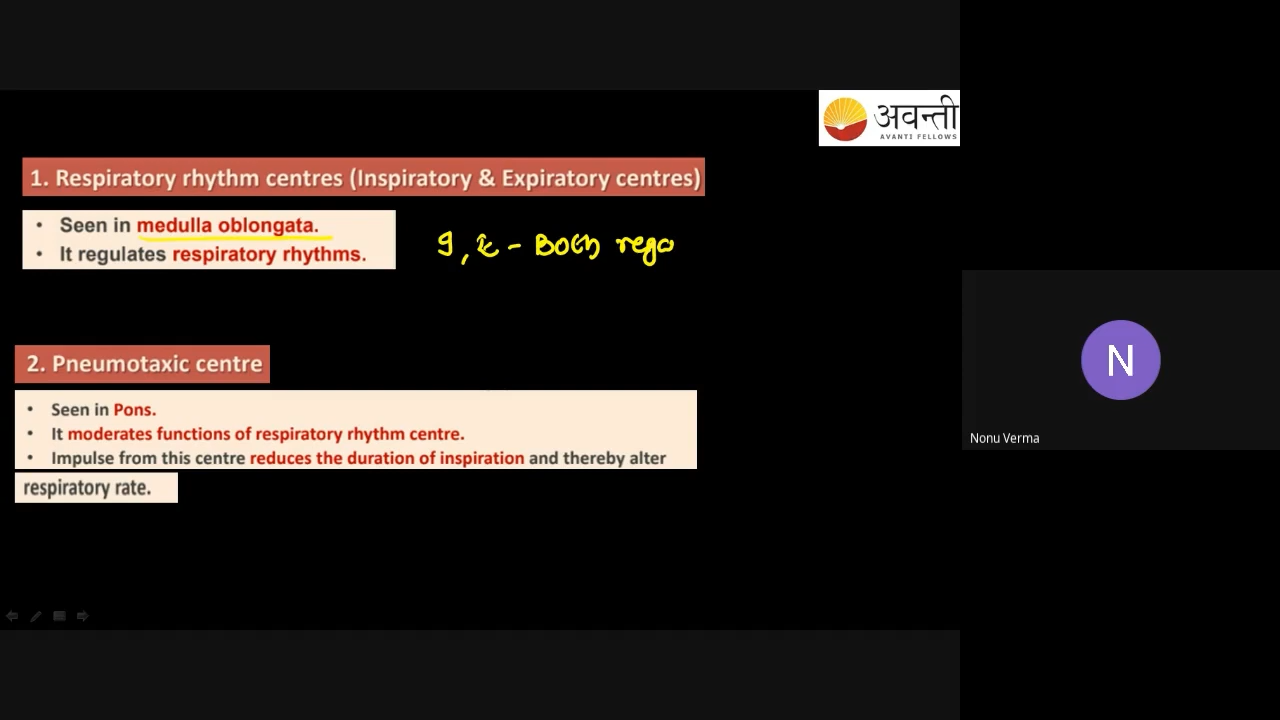 अवन्ती
AVANTI FELLOWS
1. Respiratory rhythm centres (Inspiratory & Expiratory centres)
• Seen in medulla oblongata.
• It regulates respiratory rhythms.
I, E - Both rega
2. Pneumotaxic centre
• Seen in Pons.
• It moderates functions of respiratory rhythm centre.
• Impulse from this centre reduces the duration of inspiration and thereby alter
respiratory rate.
N
Nonu Verma